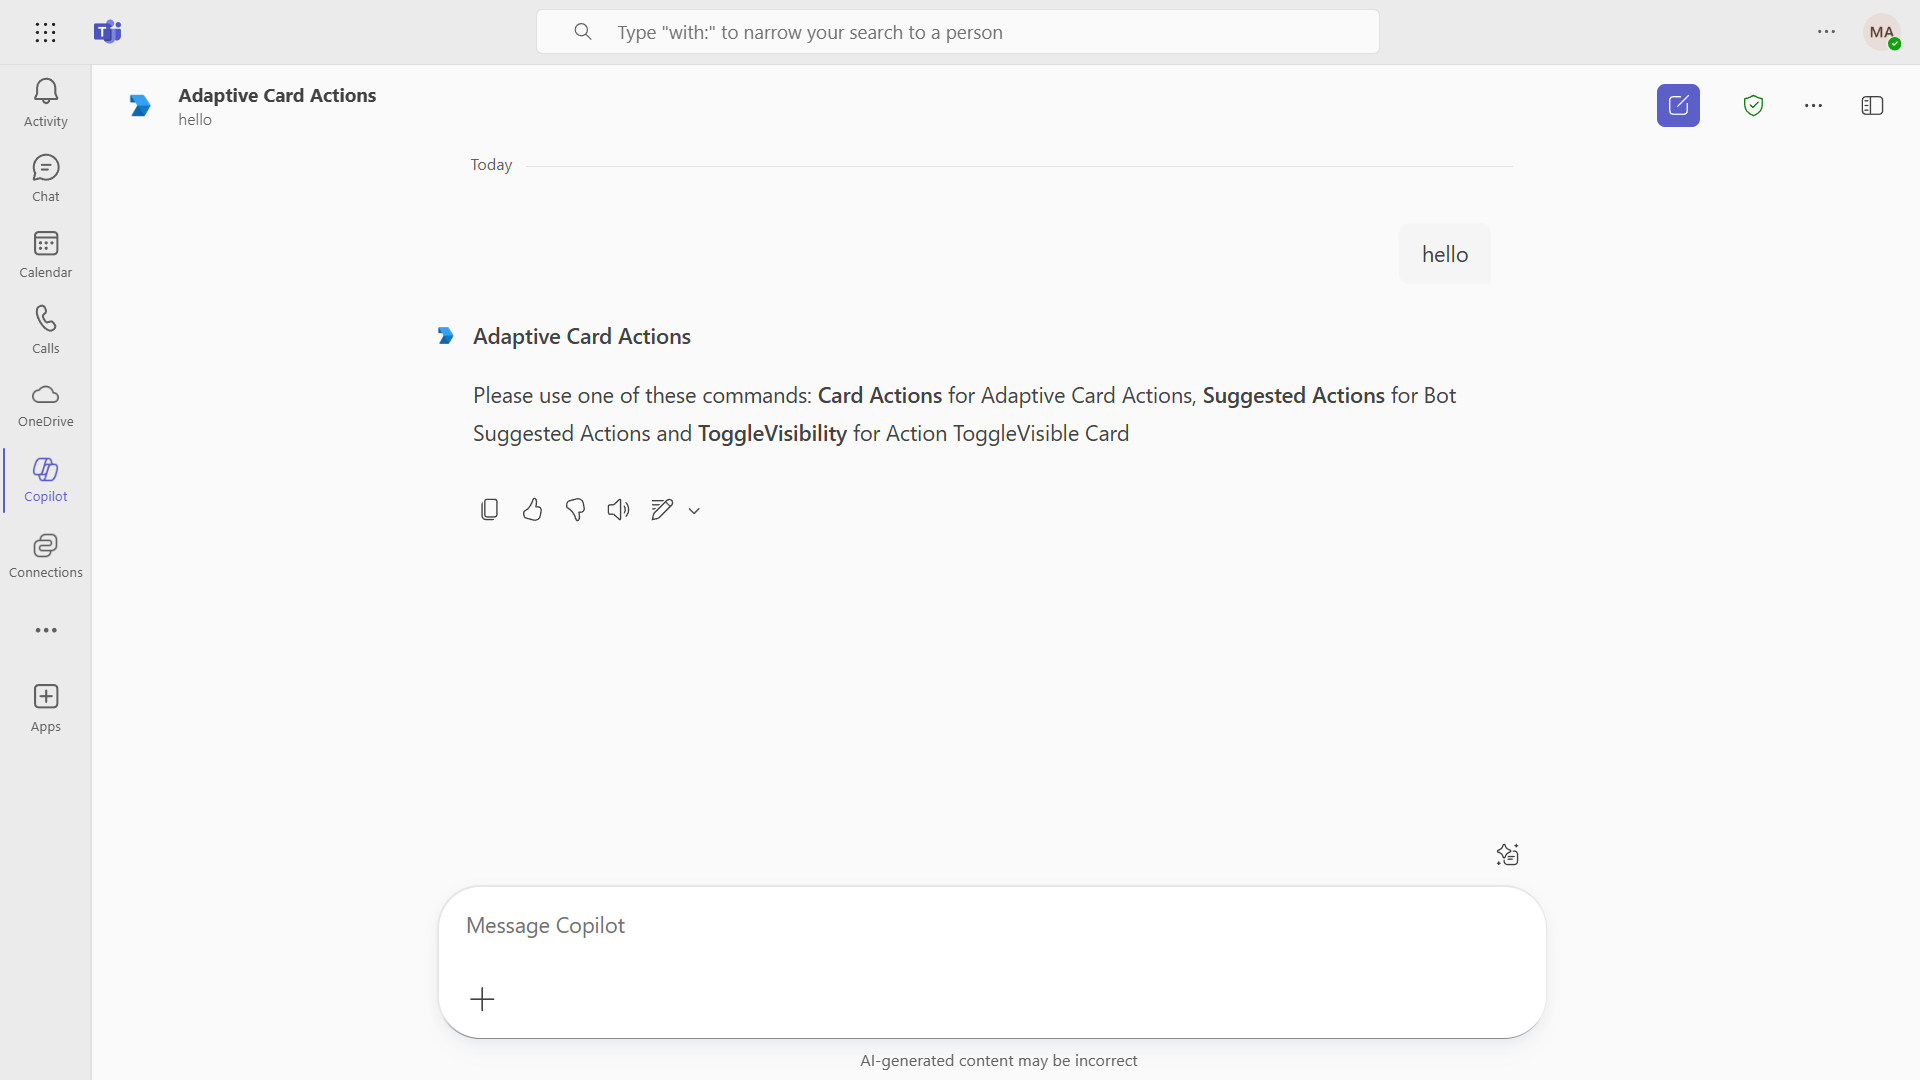 Type "with:" to narrow your search to a person
MA
Activity
Chat
Calendar
Calls
OneDrive
Copilot
Connections
Apps
Adaptive Card Actions
hello
Today
hello
Adaptive Card Actions
Please use one of these commands: Card Actions for Adaptive Card Actions, Suggested Actions for Bot
Suggested Actions and ToggleVisibility for Action ToggleVisible Card
Message Copilot
AI-generated content may be incorrect